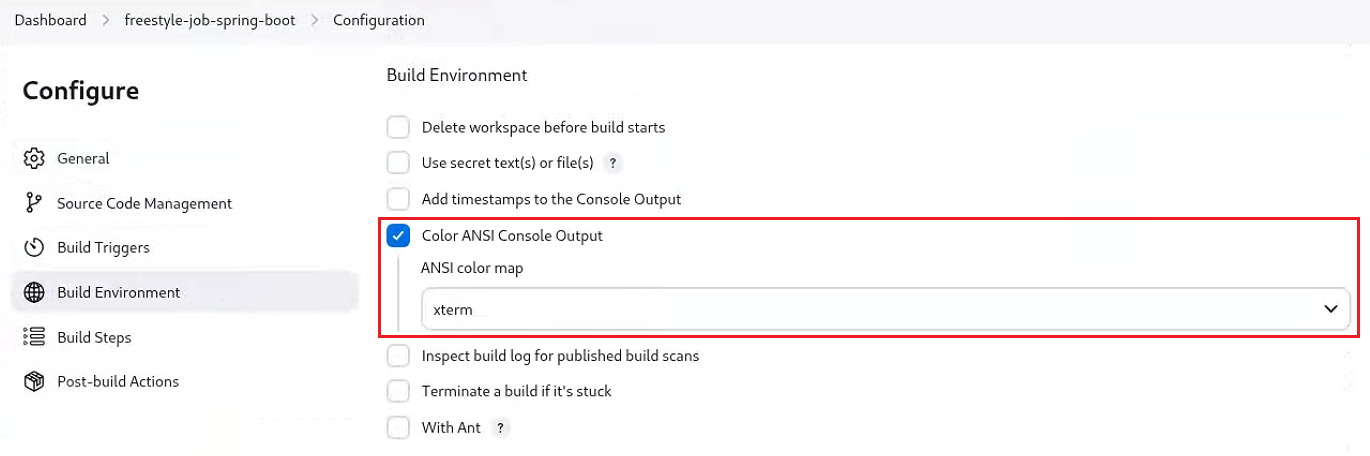 Dashboard > freestyle-job-spring-boot > Configuration
Configure
General
Source Code Management
Build Triggers
Build Environment
Build Steps
Post-build Actions
Build Environment
Delete workspace before build starts
Use secret text(s) or file(s) ?
Add timestamps to the Console Output
Color ANSI Console Output
ANSI color map
xterm
Inspect build log for published build scans
Terminate a build if it's stuck
With Ant ?